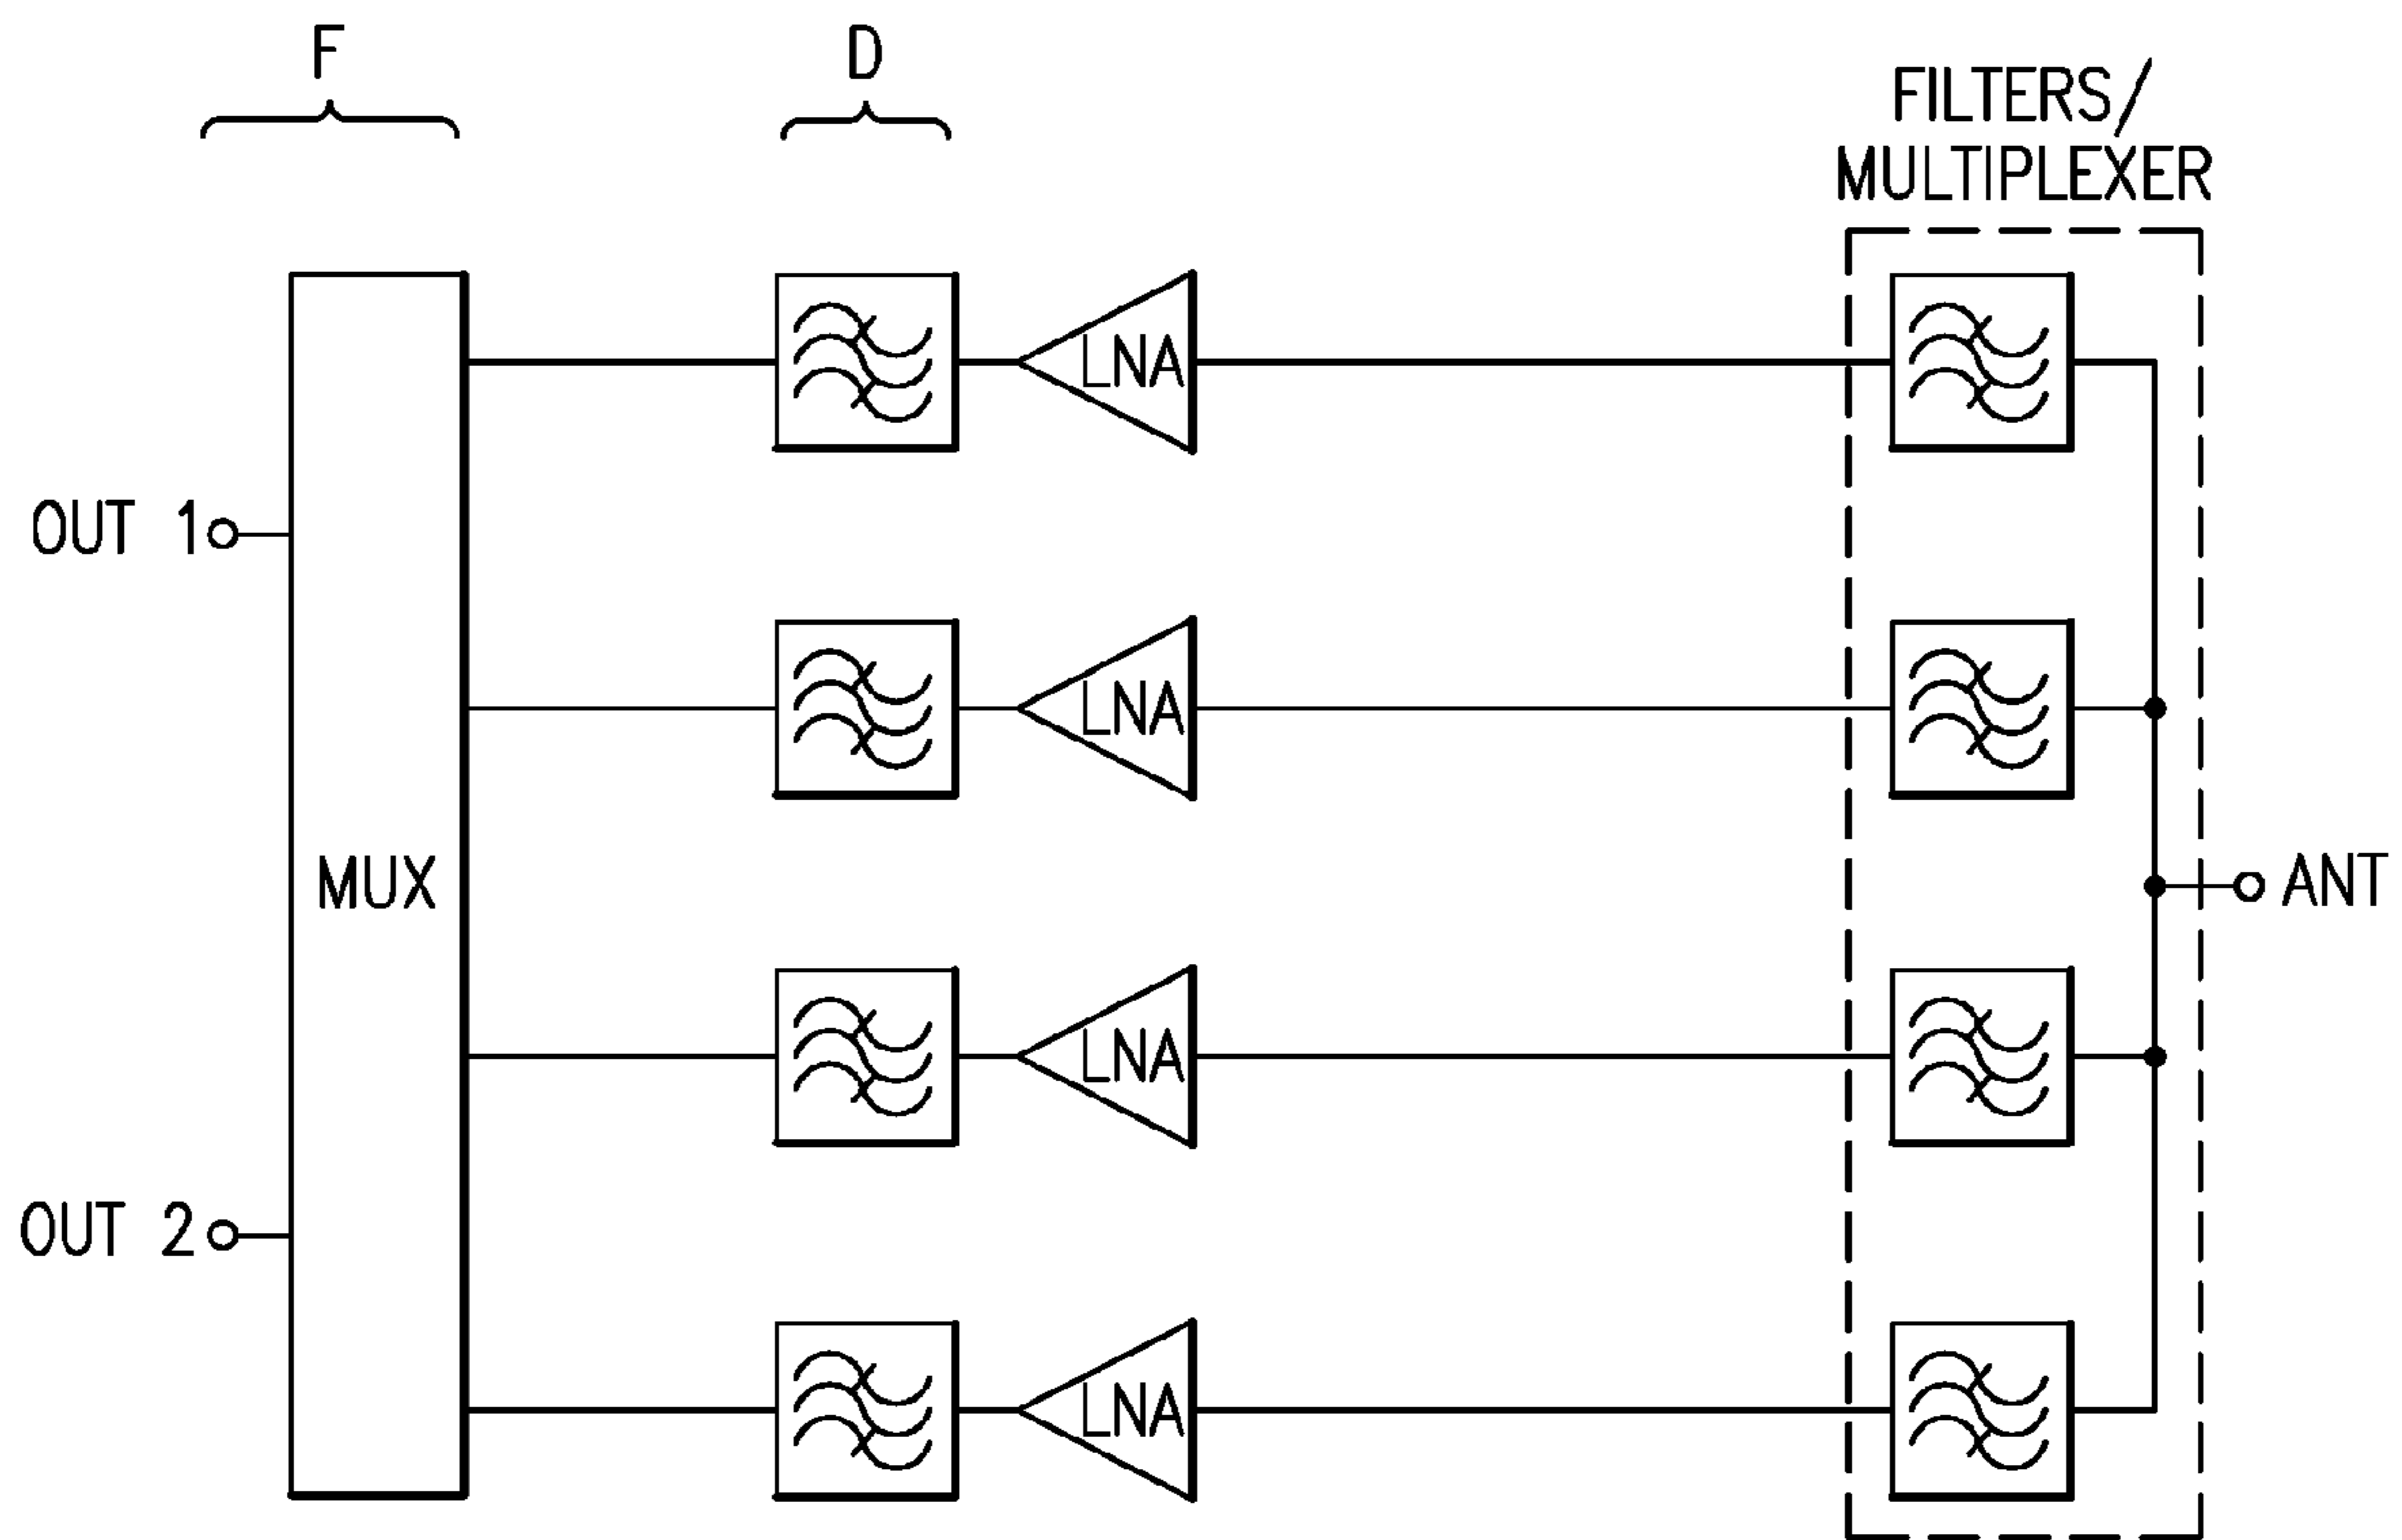 F
D
FILTERS/
MULTIPLEXER
LNA
OUT 1
LNA
MUX
ANT
LNA
OUT 2
LNA